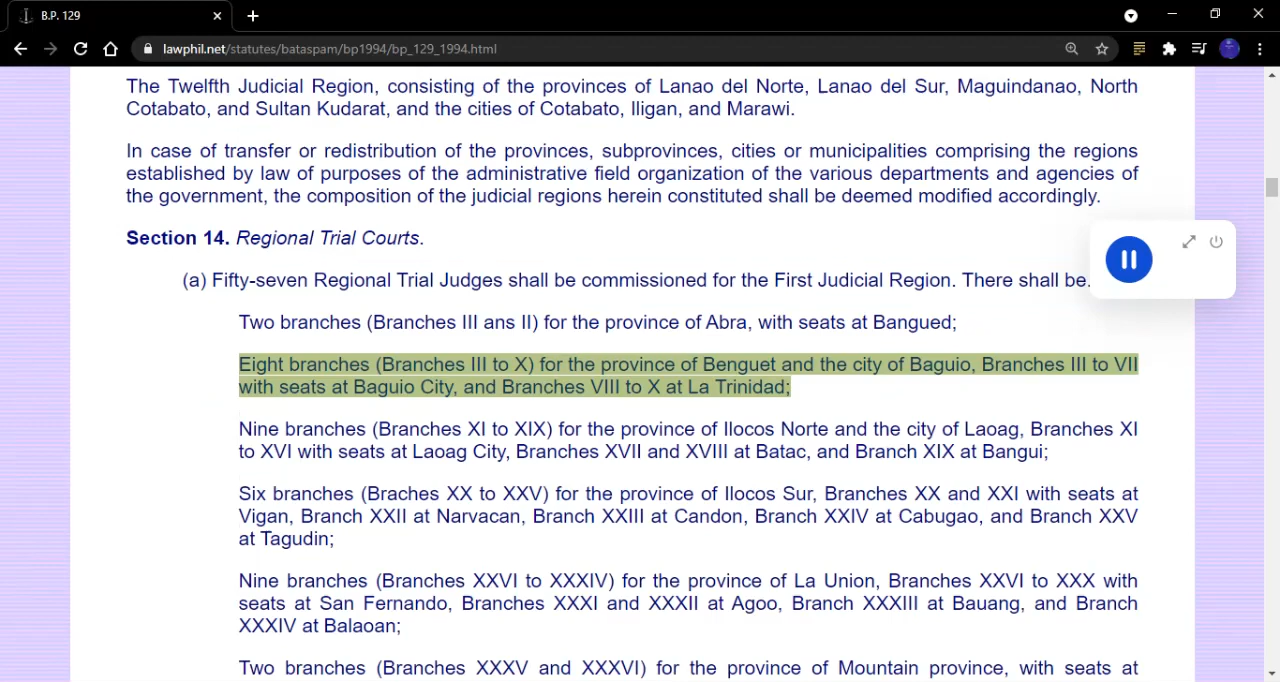 B.P. 129
lawphil.net/statutes/bataspam/bp1994/bp_129_1994.html
The Twelfth Judicial Region, consisting of the provinces of Lanao del Norte, Lanao del Sur, Maguindanao, North
Cotabato, and Sultan Kudarat, and the cities of Cotabato, Iligan, and Marawi.
In case of transfer or redistribution of the provinces, subprovinces, cities or municipalities comprising the regions
established by law of purposes of the administrative field organization of the various departments and agencies of
the government, the composition of the judicial regions herein constituted shall be deemed modified accordingly.
Section 14. Regional Trial Courts.
(a) Fifty-seven Regional Trial Judges shall be commissioned for the First Judicial Region. There shall be.
Two branches (Branches III ans II) for the province of Abra, with seats at Bangued;
Eight branches (Branches III to X) for the province of Benguet and the city of Baguio, Branches III to VII
with seats at Baguio City, and Branches VIII to X at La Trinidad;
Nine branches (Branches XI to XIX) for the province of Ilocos Norte and the city of Laoag, Branches XI
to XVI with seats at Laoag City, Branches XVII and XVIII at Batac, and Branch XIX at Bangui;
Six branches (Braches XX to XXV) for the province of Ilocos Sur, Branches XX and XXI with seats at
Vigan, Branch XXII at Narvacan, Branch XXIII at Candon, Branch XXIV at Cabugao, and Branch XXV
at Tagudin;
Nine branches (Branches XXVI to XXXIV) for the province of La Union, Branches XXVI to XXX with
seats at San Fernando, Branches XXXI and XXXII at Agoo, Branch XXXIII at Bauang, and Branch
XXXIV at Balaoan;
Two branches (Branches XXXV and XXXVI) for the province of Mountain province, with seats at